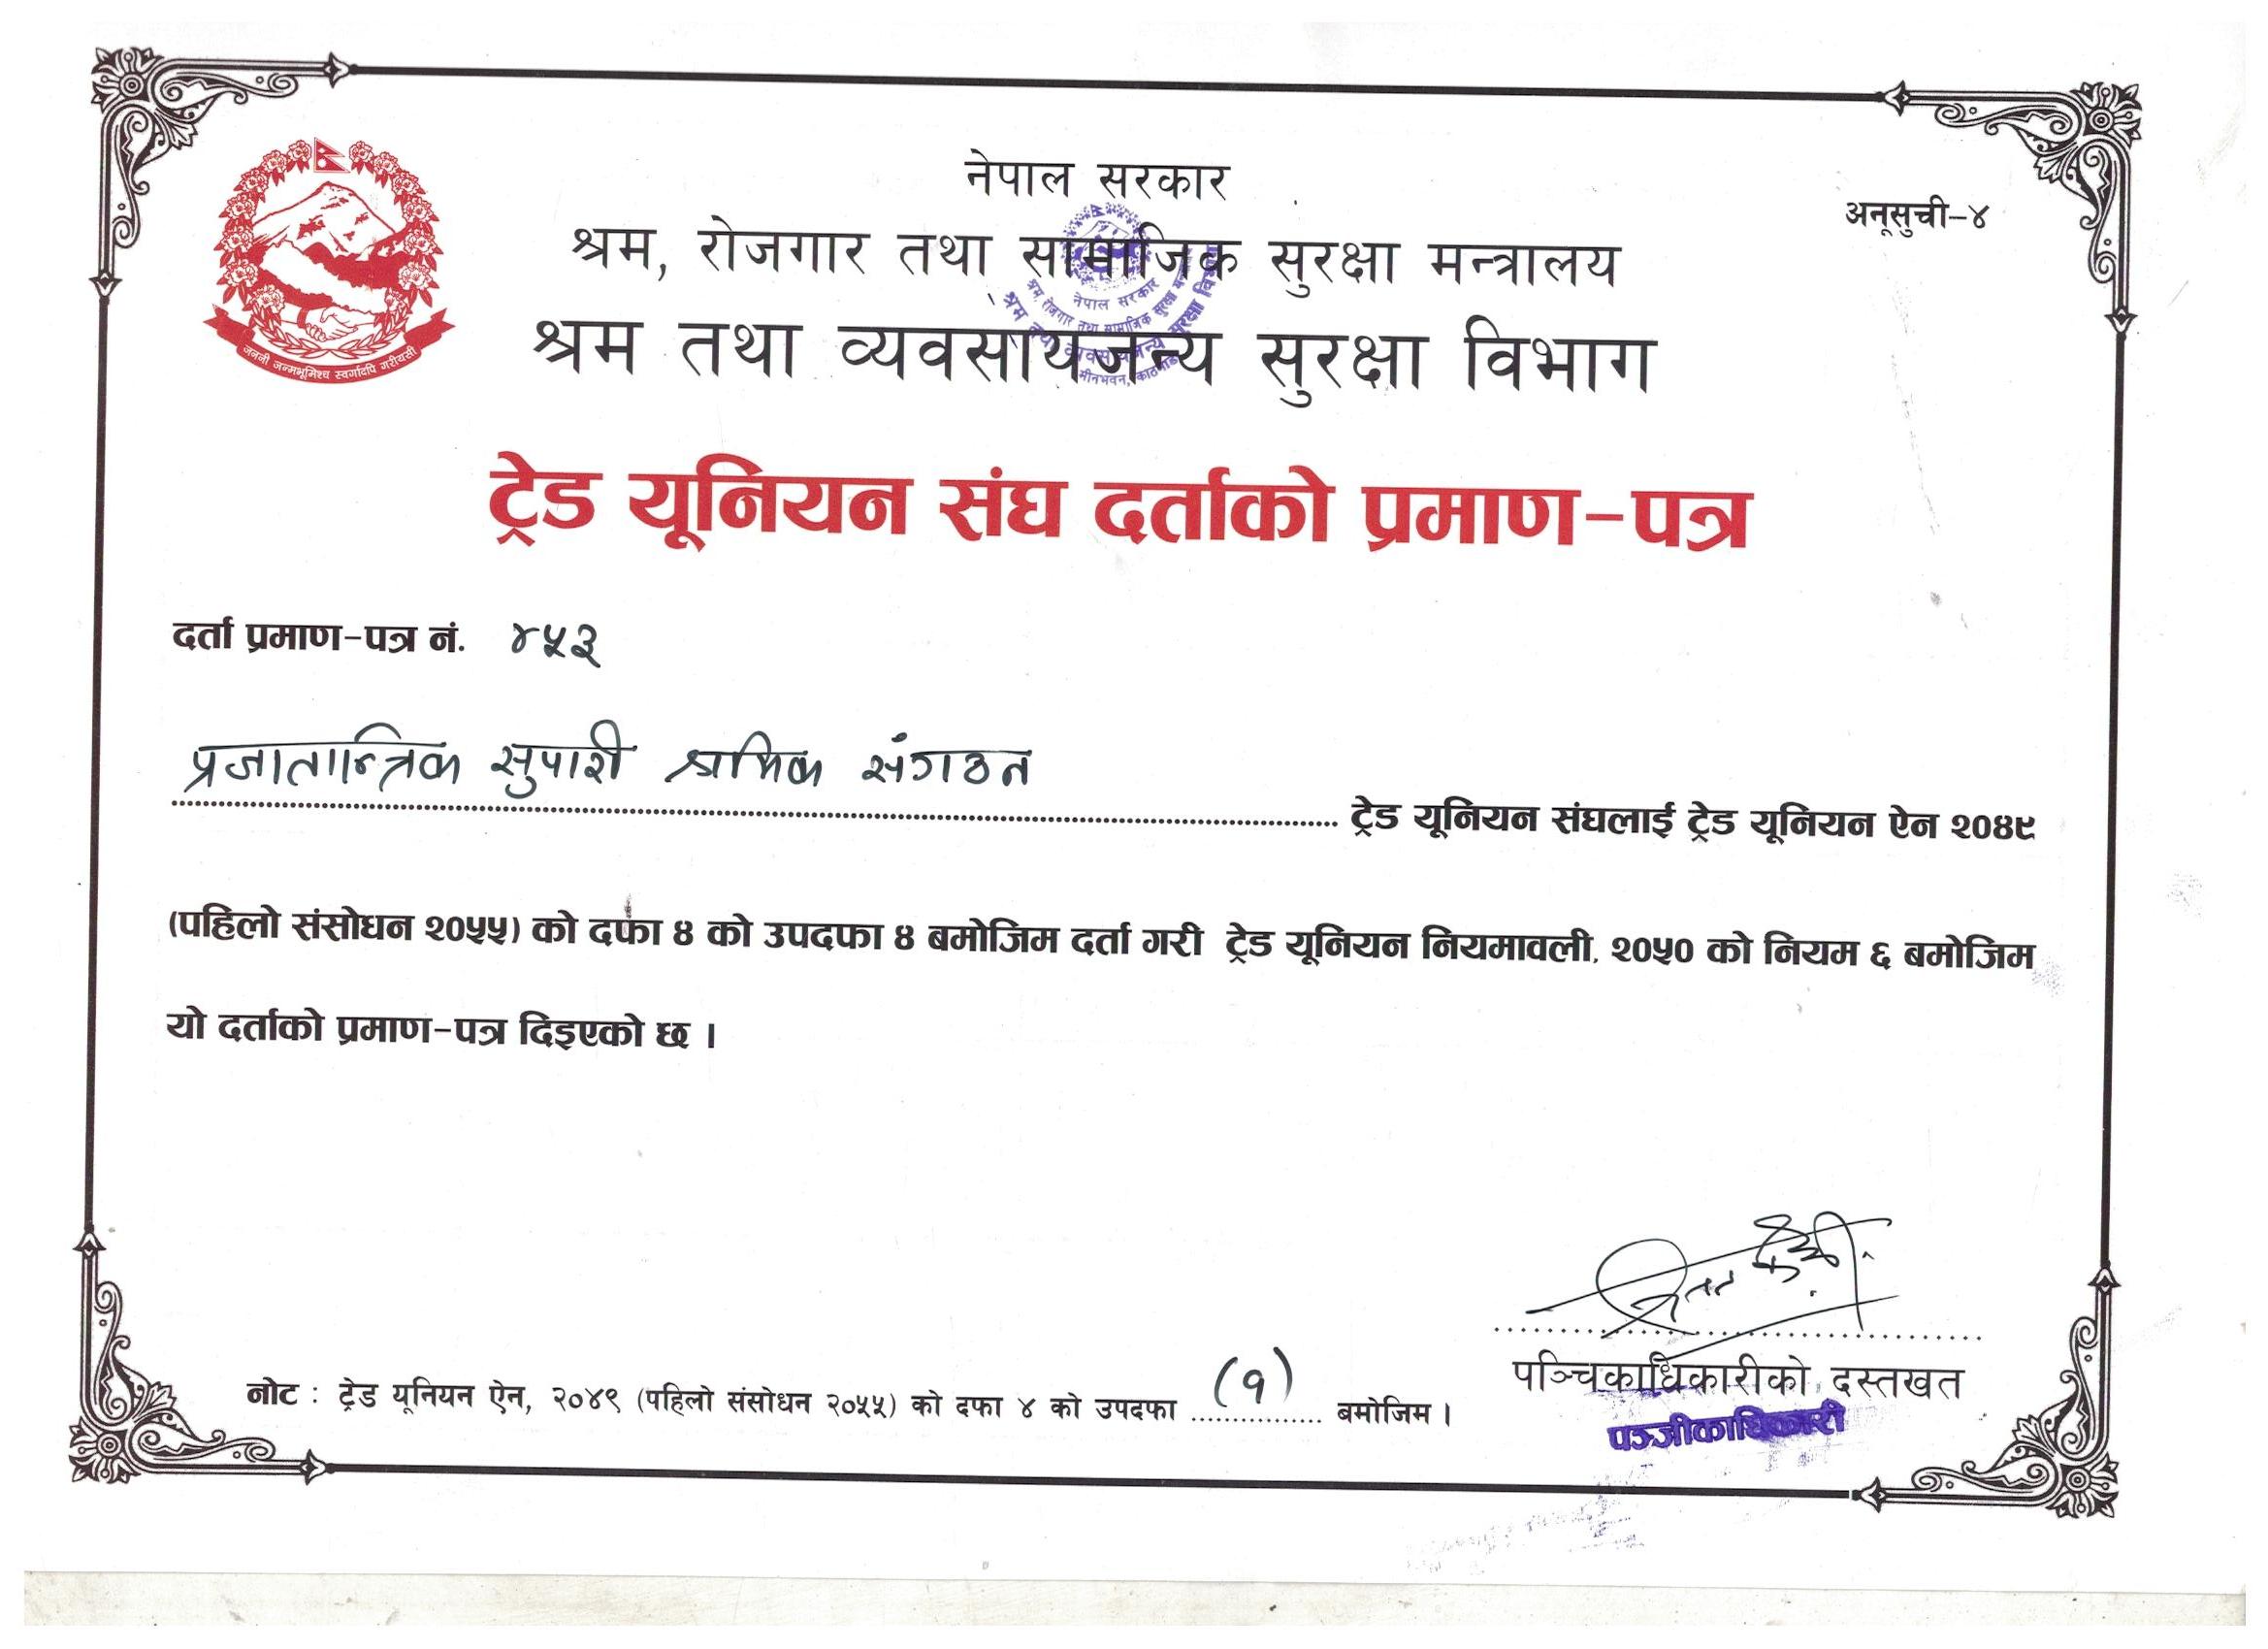 नेपाल सरकार
अनूसुची-४
श्रम, रोजगार तथा सामाजिक सुरक्षा मन्त्रालय
श्रम तथा व्यवसायजन्य सुरक्षा विभाग
जननी जन्मभूमिश्च स्वर्गादपि गरीयसी
नेपाल सरकार
श्रम, रोजगार तथा सामाजिक सुरक्षा
श्रम तथा व्यवसायजन्य सुरक्षा विभाग
मीनभवन, काठमाडौं
ट्रेड यूनियन संघ दर्ताको प्रमाण-पत्र
दर्ता प्रमाण-पत्र नं. ४५३
प्रजातान्त्रिक सुपारी श्रमिक संगठन ट्रेड यूनियन संघलाई ट्रेड यूनियन ऐन २०४९
(पहिलो संसोधन २०५५) को दफा ४ को उपदफा ४ बमोजिम दर्ता गरी ट्रेड यूनियन नियमावली, २०५० को नियम ६ बमोजिम
यो दर्ताको प्रमाण-पत्र दिइएको छ ।
पञ्चिकाधिकारीको दस्तखत
पञ्जीकाधिकारी
नोट : ट्रेड यूनियन ऐन, २०४९ (पहिलो संसोधन २०५५) को दफा ४ को उपदफा (१) बमोजिम ।